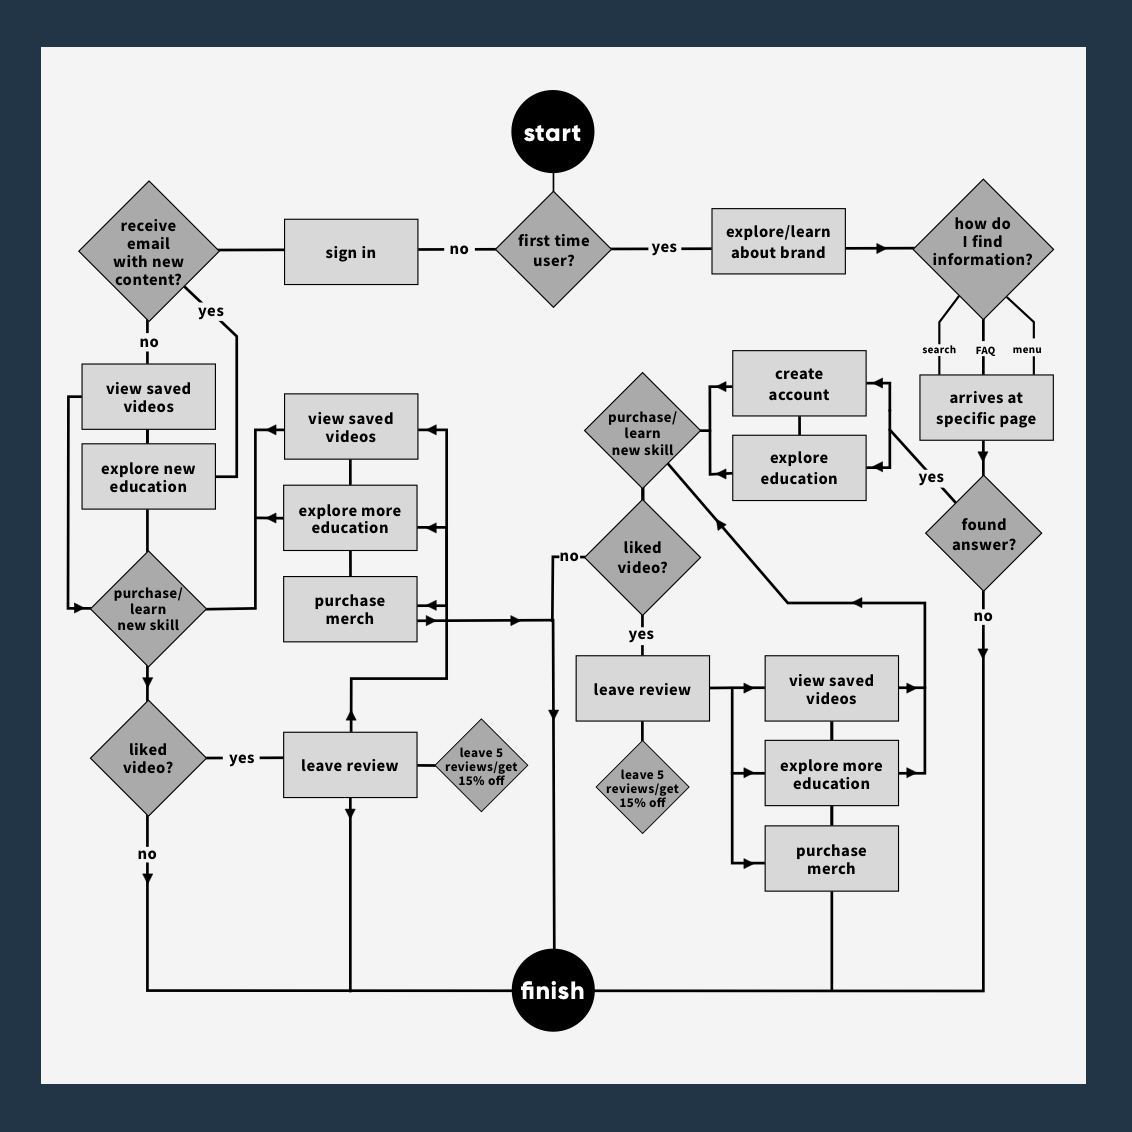 start
receive
email
with new
content?
sign in
no
first time
user?
yes
explore/learn
about brand
how do
I find
information?
yes
no
search
FAQ
menu
view saved
videos
explore new
education
view saved
videos
explore more
education
purchase
merch
purchase/
learn
new skill
create
account
explore
education
arrives at
specific page
yes
found
answer?
no
purchase/
learn
new skill
no
liked
video?
yes
leave review
leave 5
reviews/get
15% off
view saved
videos
explore more
education
purchase
merch
liked
video?
yes
leave review
leave 5
reviews/get
15% off
no
finish